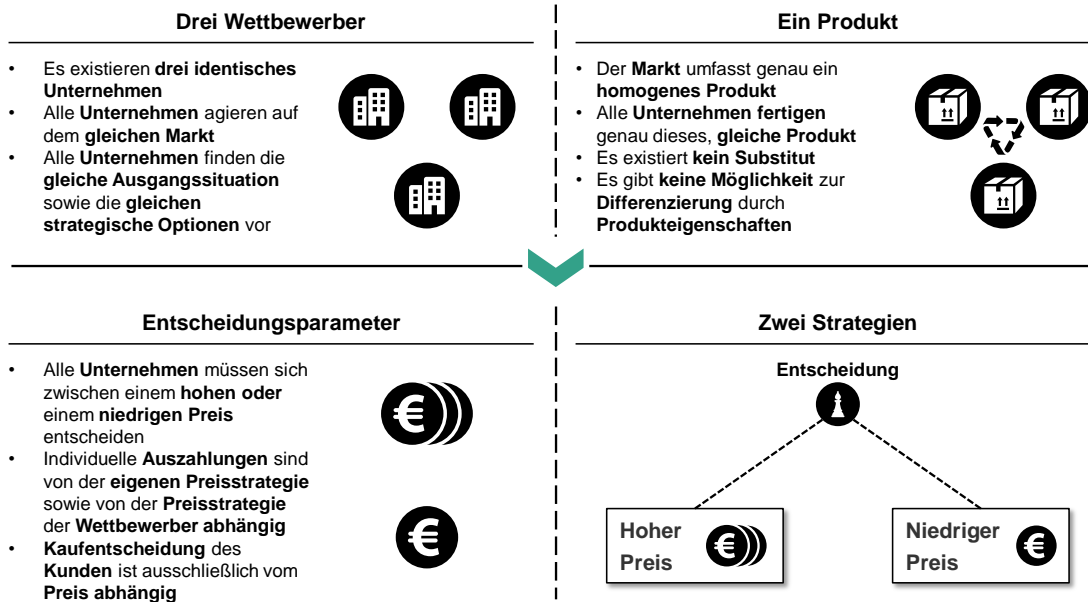 Drei Wettbewerber
• Es existieren drei identisches
Unternehmen
• Alle Unternehmen agieren auf
dem gleichen Markt
• Alle Unternehmen finden die
gleiche Ausgangssituation
sowie die gleichen
strategische Optionen vor
Ein Produkt
• Der Markt umfasst genau ein
homogenes Produkt
• Alle Unternehmen fertigen
genau dieses, gleiche Produkt
• Es existiert kein Substitut
• Es gibt keine Möglichkeit zur
Differenzierung durch
Produkteigenschaften
Entscheidungsparameter
• Alle Unternehmen müssen sich
zwischen einem hohen oder
einem niedrigen Preis
entscheiden
• Individuelle Auszahlungen sind
von der eigenen Preisstrategie
sowie von der Preisstrategie
der Wettbewerber abhängig
• Kaufentscheidung des
Kunden ist ausschließlich vom
Preis abhängig
€
€
Zwei Strategien
Entscheidung
Hoher
Preis
€
Niedriger
Preis
€